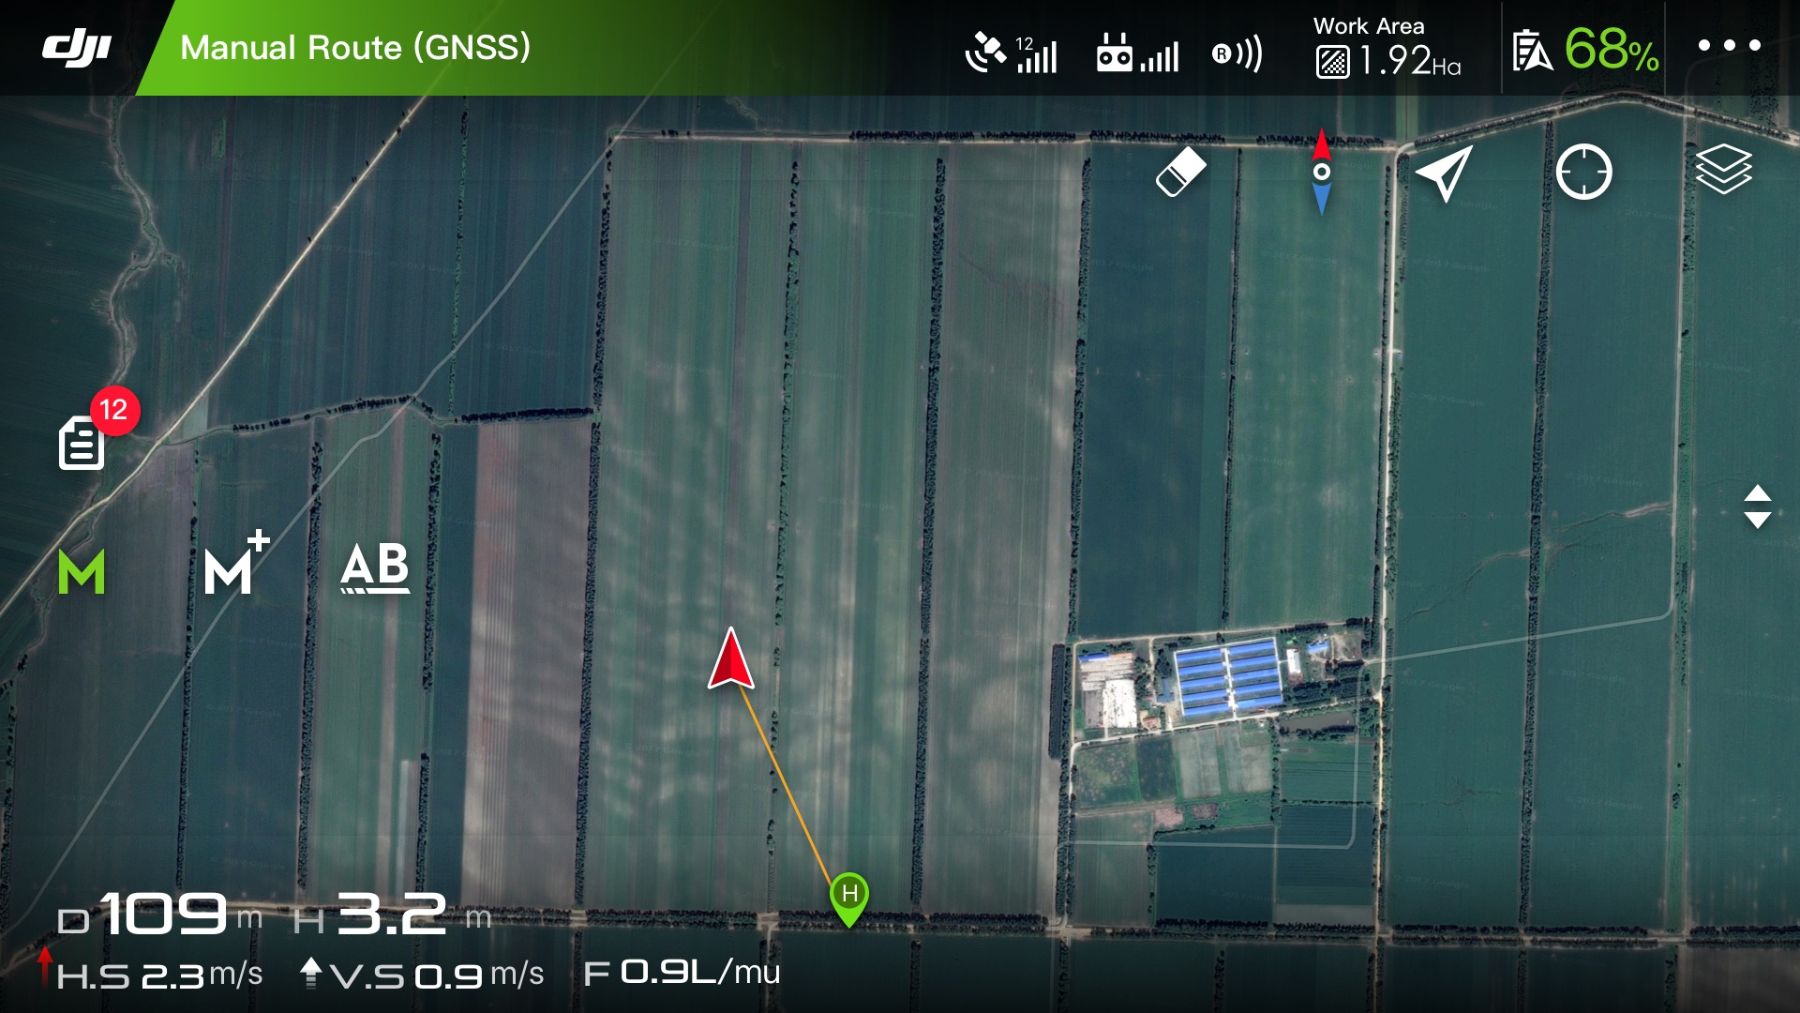 dji
Manual Route (GNSS)
12
R
Work Area
1.92Ha
68%
12
M
M+
AB
H
D 109 m H 3.2 m
H.S 2.3 m/s V.S 0.9 m/s F 0.9L/mu